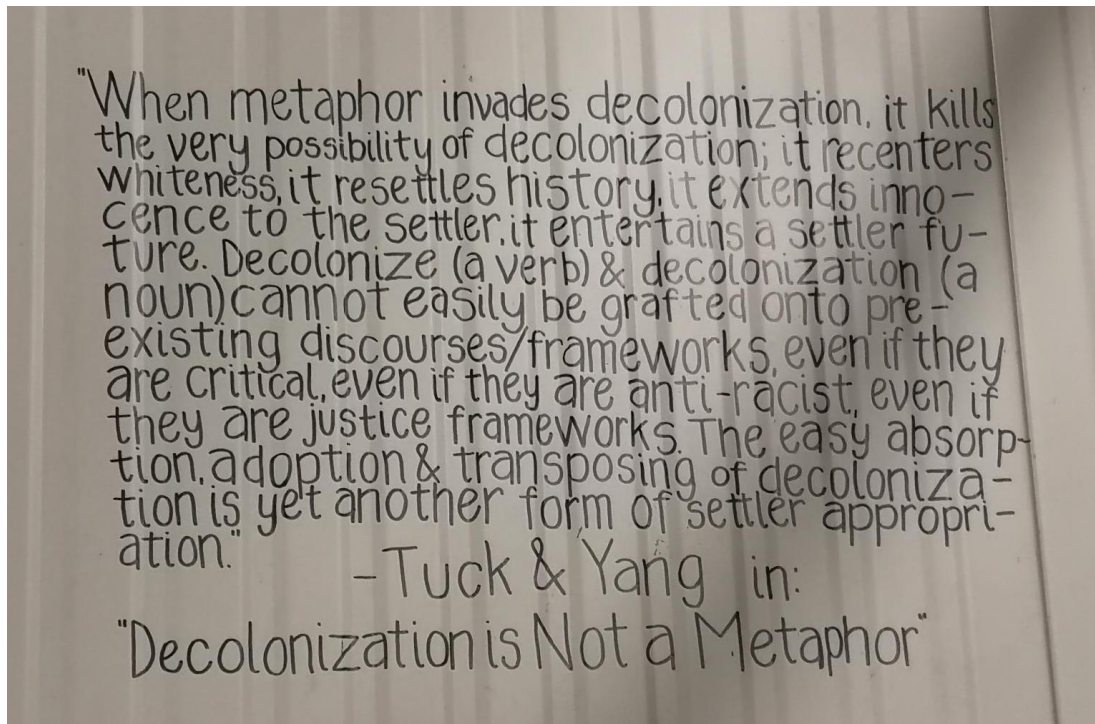 "When metaphor invades decolonization, it kills
the very possibility of decolonization; it recenters
whiteness, it resettles history, it extends inno-
cence to the settler, it entertains a settler fu-
ture. Decolonize (a verb) & decolonization (a
noun) cannot easily be grafted onto pre-
existing discourses/frameworks, even if they
are critical, even if they are anti-racist, even if
they are justice frameworks. The easy absorp-
tion, adoption & transposing of decoloniza-
tion is yet another form of settler appropri-
ation."
-Tuck & Yang in:
"Decolonization is Not a Metaphor"